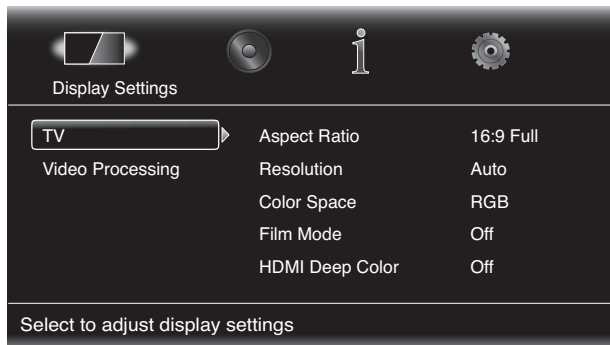 Display Settings
TV
Aspect Ratio 16:9 Full
Video Processing
Resolution Auto
Color Space RGB
Film Mode Off
HDMI Deep Color Off
Select to adjust display settings